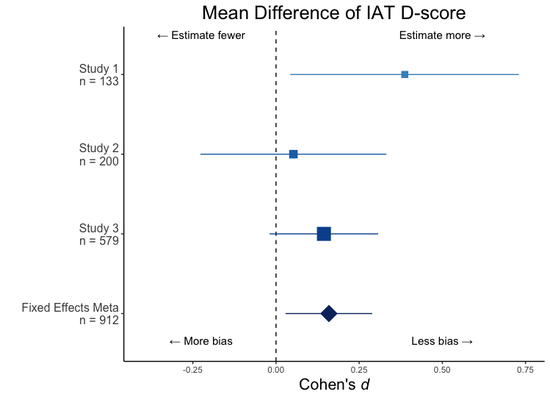 Mean Difference of IAT D-score
← Estimate fewer
Estimate more →
Study 1
n = 133
Study 2
n = 200
Study 3
n = 579
Fixed Effects Meta
n = 912
← More bias
Less bias →
-0.25 0.00 0.25 0.50 0.75
Cohen's d